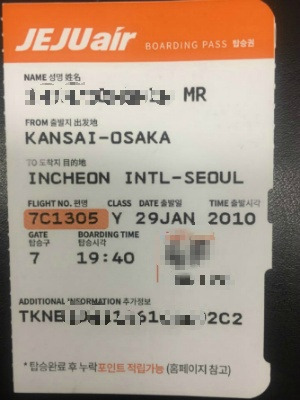 JEJUair BOARDING PASS 탑승권
NAME 성명 姓名
MR
FROM 출발지 出发地
KANSAI-OSAKA
TO 도착지 目的地
INCHEON INTL-SEOUL
FLIGHT NO. 편명 CLASS DATE 출발일 TIME 출발시각
7C1305 Y 29JAN 2010
GATE BOARDING TIME
탑승구 탑승시각
7 19:40
ADDITIONAL INFORMATION 추가정보
* 탑승완료 후 누락포인트 적립가능 (홈페이지 참고)